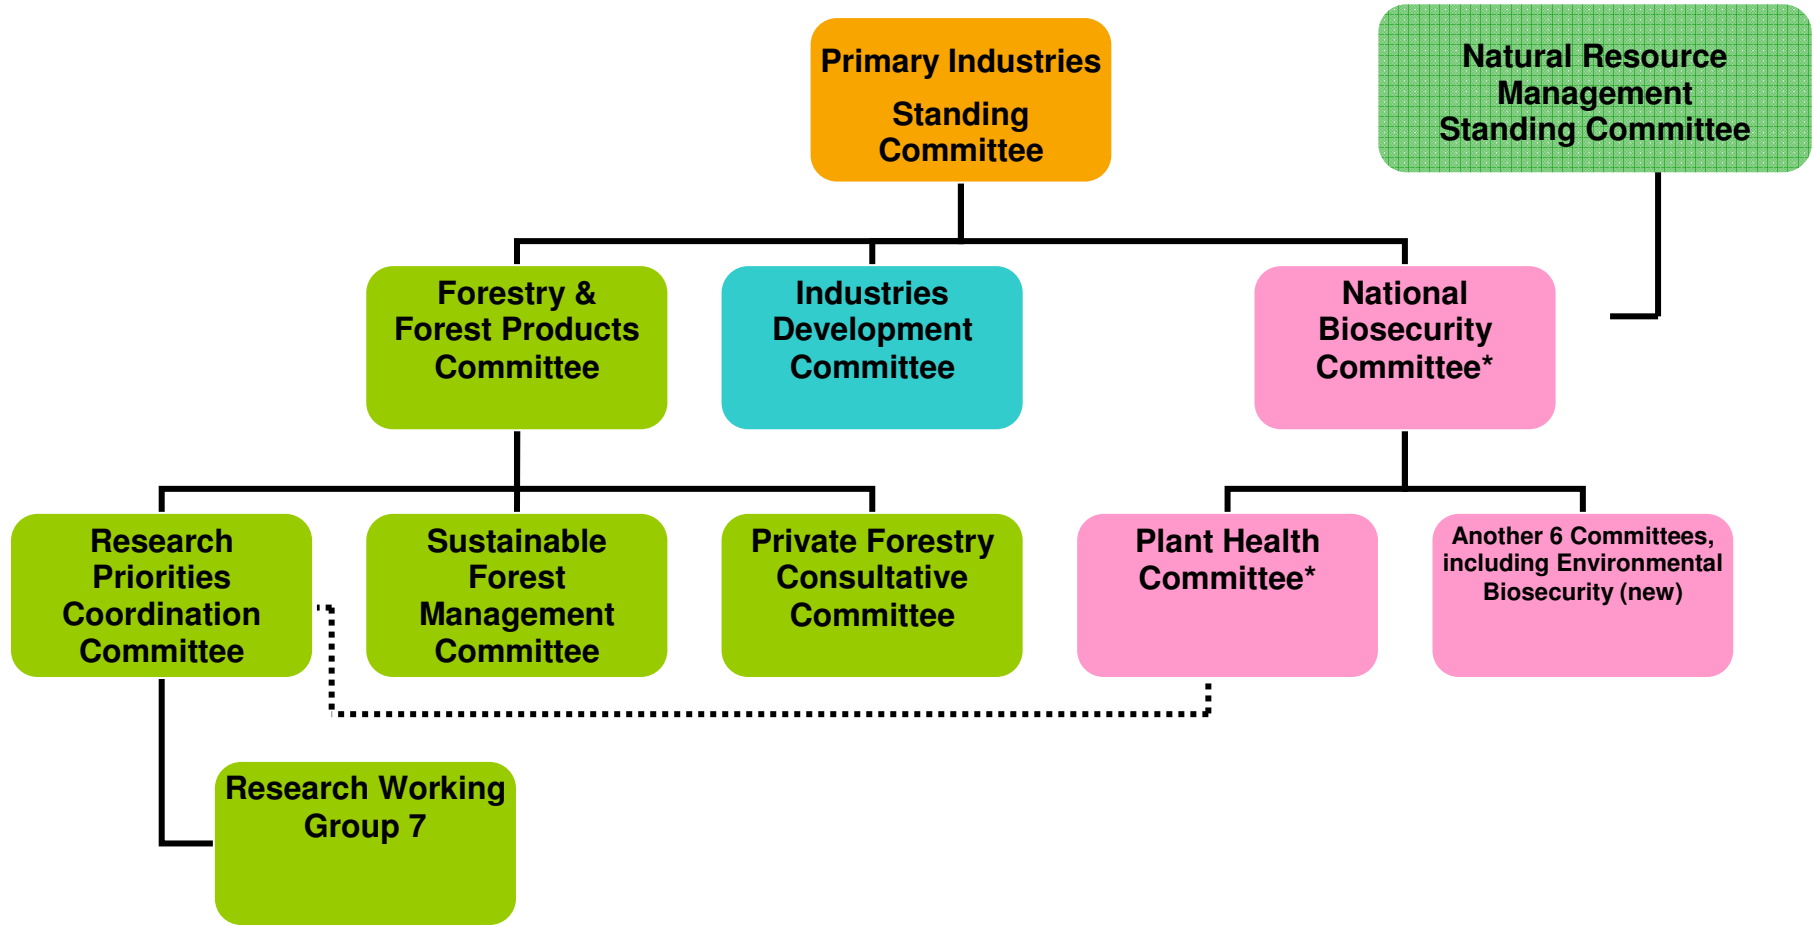 Primary Industries
Standing
Committee
Natural Resource
Management
Standing Committee
Forestry &
Forest Products
Committee
Industries
Development
Committee
National
Biosecurity
Committee*
Research
Priorities
Coordination
Committee
Sustainable
Forest
Management
Committee
Private Forestry
Consultative
Committee
Plant Health
Committee*
Another 6 Committees,
including Environmental
Biosecurity (new)
Research Working
Group 7